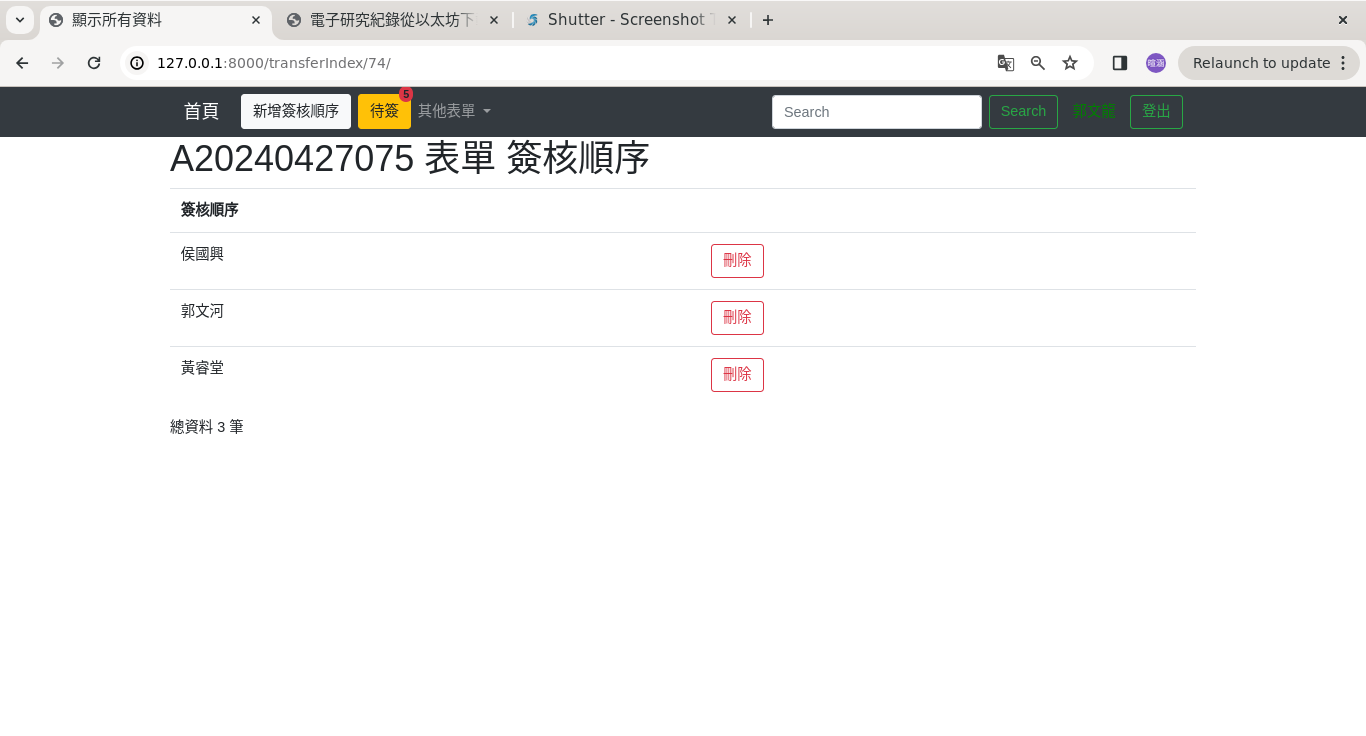 顯示所有資料
電子研究紀錄從以太坊下
Shutter - Screenshot T
127.0.0.1:8000/transferIndex/74/
喧涵
Relaunch to update
首頁
新增簽核順序
待簽
5
其他表單
Search
Search
郭文龍
登出
A20240427075 表單 簽核順序
簽核順序
侯國興
刪除
郭文河
刪除
黃睿堂
刪除
總資料 3 筆